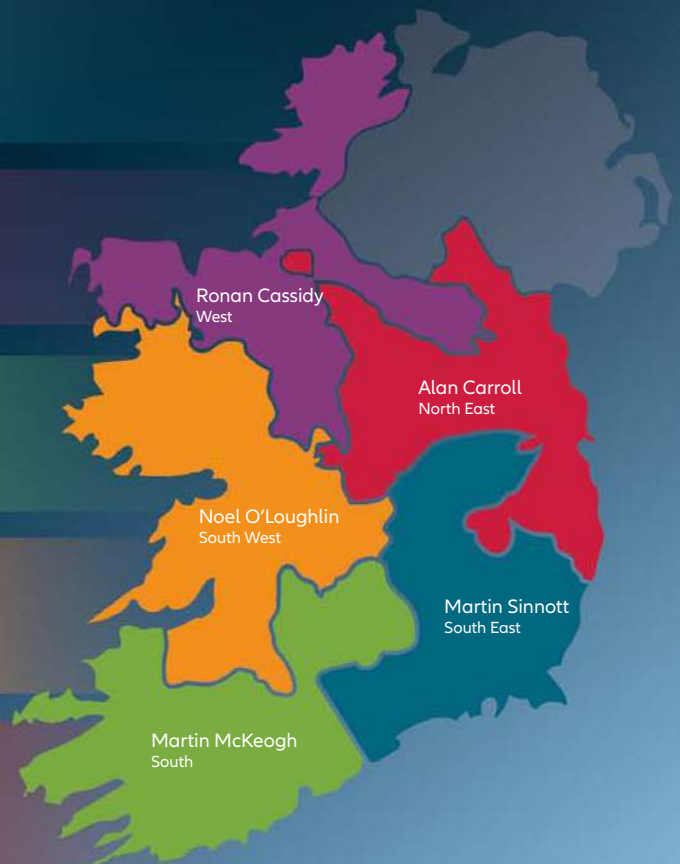 Ronan Cassidy
West
Alan Carroll
North East
Noel O’Loughlin
South West
Martin Sinnott
South East
Martin McKeogh
South